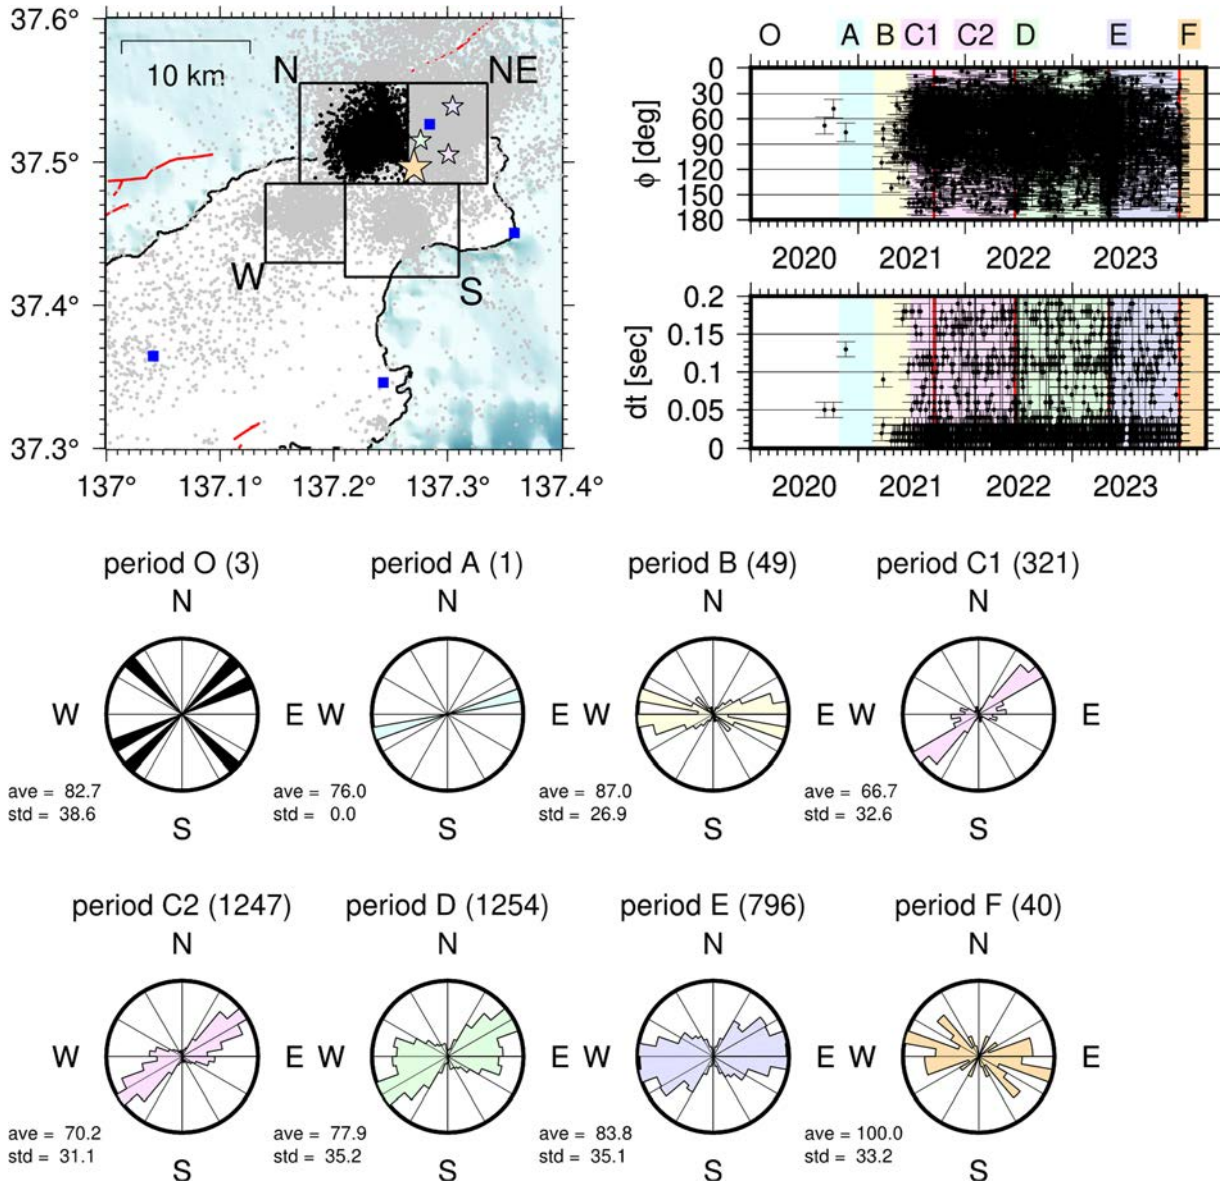 37.6°
37.5°
37.4°
37.3°
10 km
N
NE
W
S
137° 137.1° 137.2° 137.3° 137.4°
O A B C1 C2 D E F
ϕ [deg]
0
30
60
90
120
150
180
2020 2021 2022 2023
dt [sec]
0.2
0.15
0.1
0.05
0
2020 2021 2022 2023
period O (3)
N
W E
S
ave = 82.7
std = 38.6
period A (1)
N
W E
S
ave = 76.0
std = 0.0
period B (49)
N
W E
S
ave = 87.0
std = 26.9
period C1 (321)
N
W E
S
ave = 66.7
std = 32.6
period C2 (1247)
N
W E
S
ave = 70.2
std = 31.1
period D (1254)
N
W E
S
ave = 77.9
std = 35.2
period E (796)
N
W E
S
ave = 83.8
std = 35.1
period F (40)
N
W E
S
ave = 100.0
std = 33.2